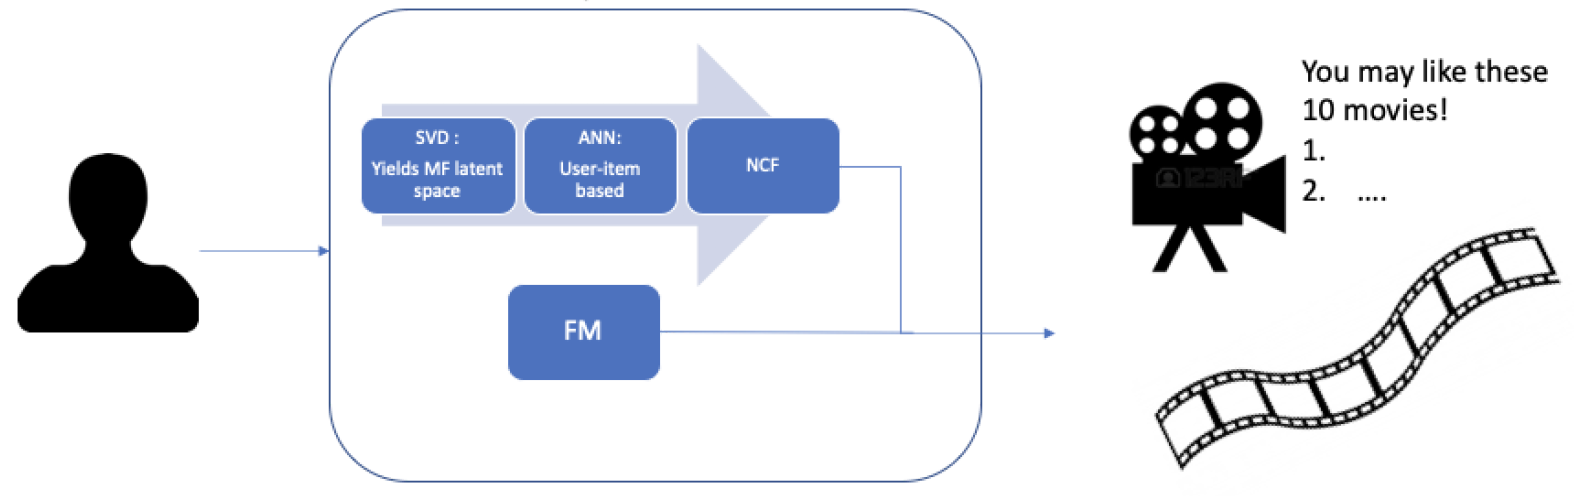 SVD :
Yields MF latent
space
ANN:
User-item
based
NCF
FM
You may like these
10 movies!
1.
2. ....